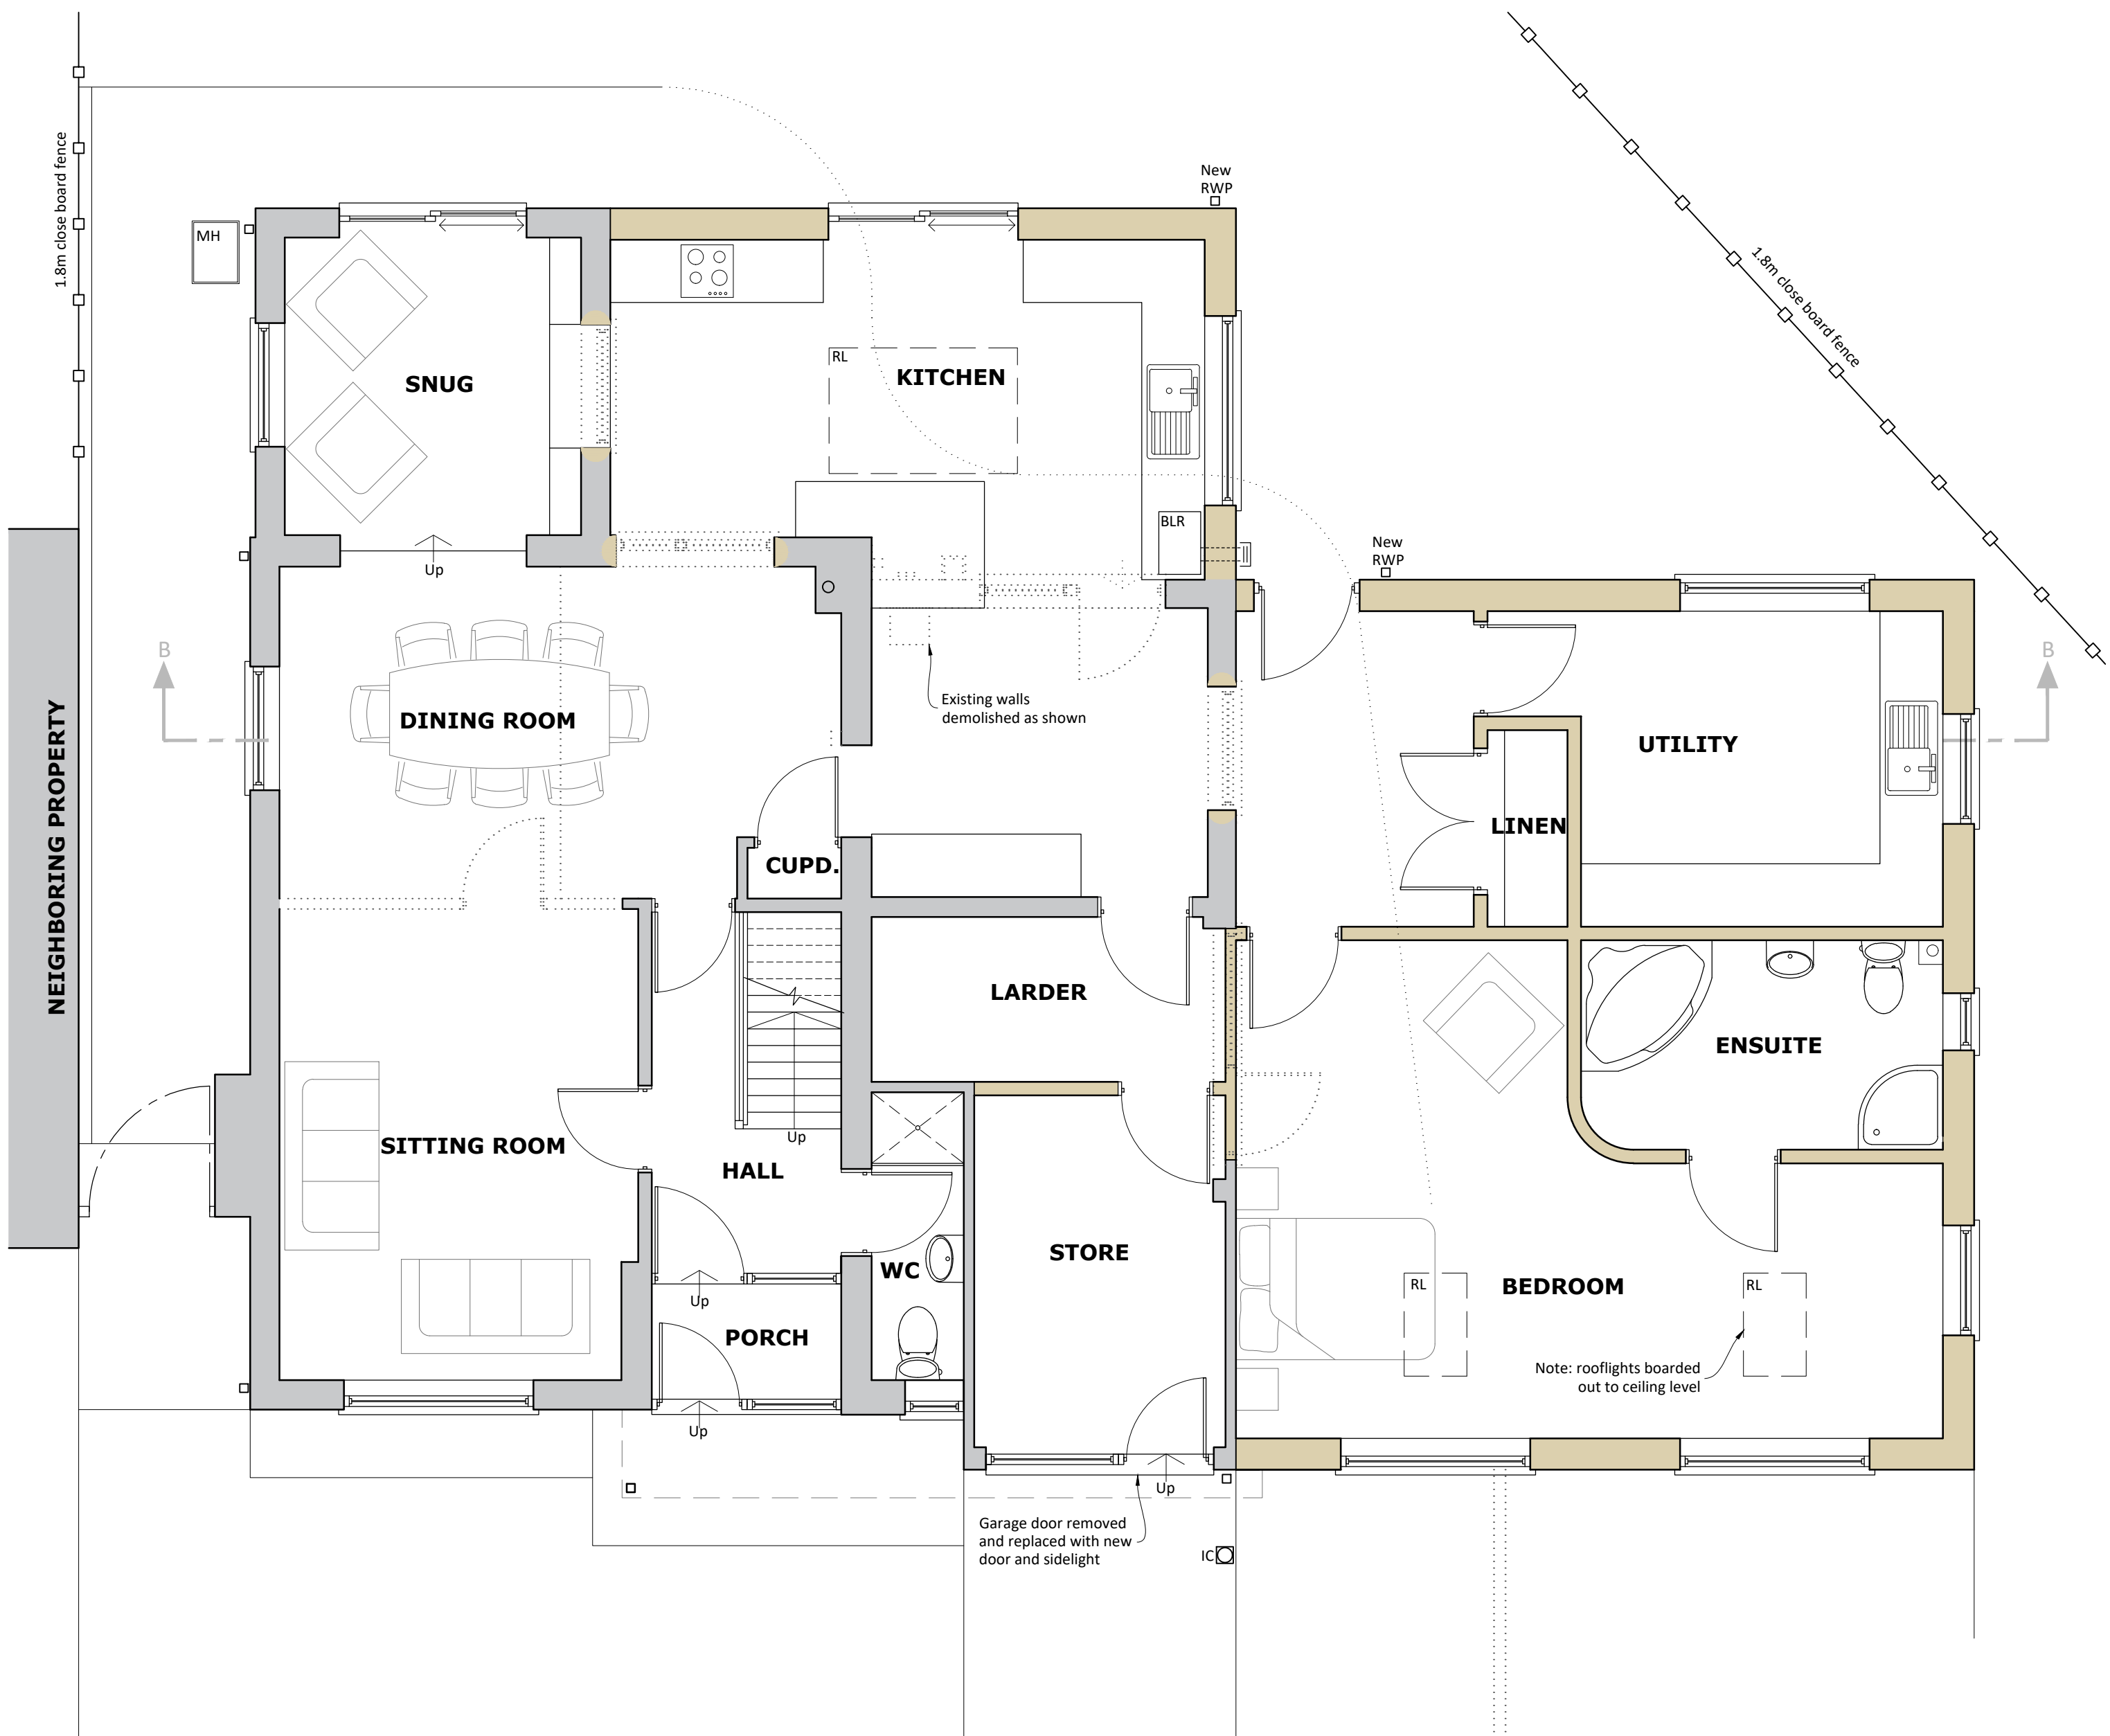 1.8m close board fence
New
RWP
MH
1.8m close board fence
RL
SNUG
KITCHEN
BLR
New
RWP
Up
B
B
Existing walls
demolished as shown
NEIGHBORING PROPERTY
DINING ROOM
UTILITY
LINEN
CUPD.
LARDER
ENSUITE
SITTING ROOM
Up
HALL
STORE
WC
RL
BEDROOM
RL
Up
PORCH
Note: rooflights boarded
out to ceiling level
Up
Up
Garage door removed
and replaced with new
door and sidelight
IC